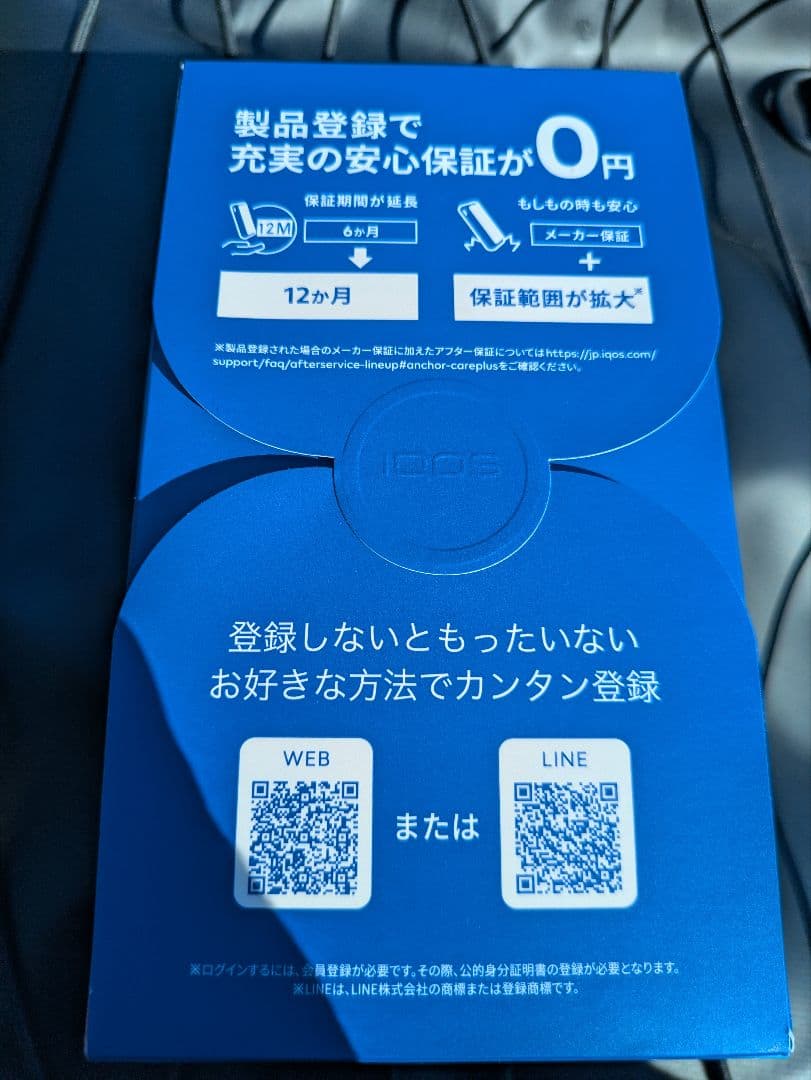 製品登録で
充実の安心保証が0円
保証期間が延長
12M
6か月
12か月
もしもの時も安心
メーカー保証
+
保証範囲が拡大※
※製品登録された場合のメーカー保証に加えたアフター保証についてはhttps://jp.iqos.com/
support/faq/afterservice-lineup#anchor-careplusをご確認ください。
IQOS
登録しないともったいない
お好きな方法でカンタン登録
WEB
または
LINE
※ログインするには、会員登録が必要です。その際、公的身分証明書の登録が必要となります。
※LINEは、LINE株式会社の商標または登録商標です。